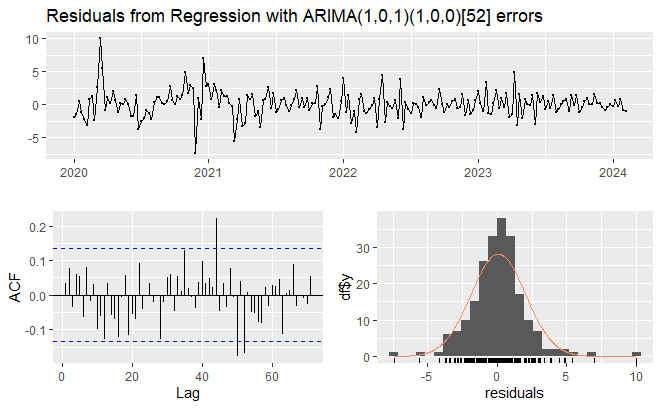 Residuals from Regression with ARIMA(1,0,1)(1,0,0)[52] errors
10
5
0
-5
2020 2021 2022 2023 2024
0.2
0.1
0.0
-0.1
ACF
0 20 40 60
Lag
30
20
10
0
df$y
-5 0 5 10
residuals